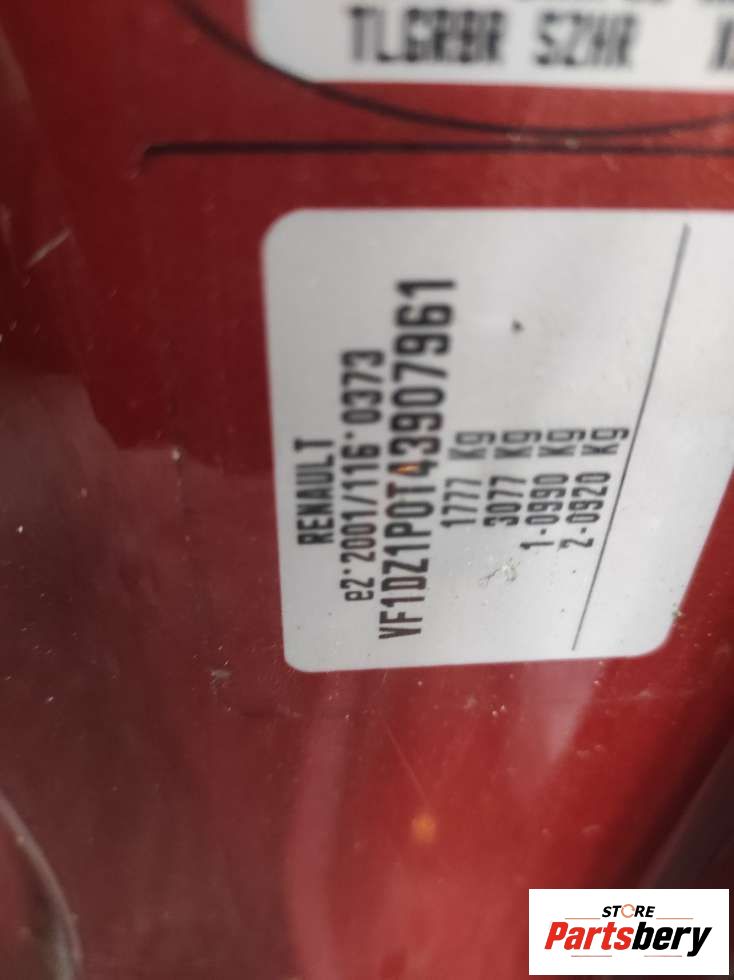 TLGRBR SZHR
RENAULT
e2*2001/116*0373
VF1DZ1P0T43907961
1777 Kg
3077 Kg
1-0990 Kg
2-0920 Kg
STORE
Partsbery